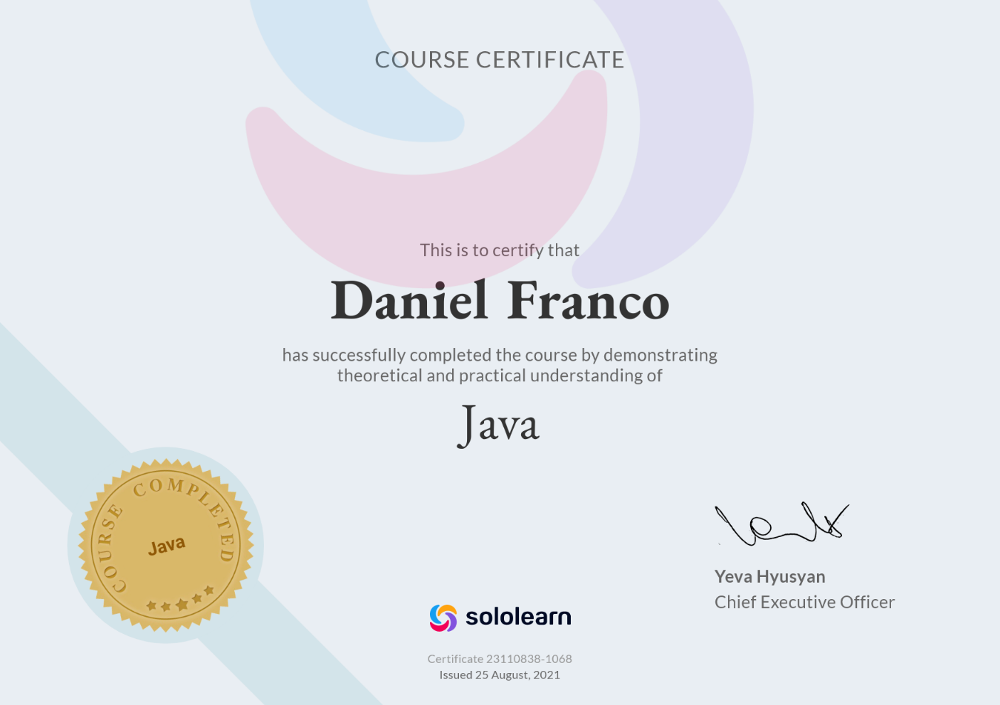 COURSE CERTIFICATE
This is to certify that
Daniel Franco
has successfully completed the course by demonstrating
theoretical and practical understanding of
Java
COURSE COMPLETED
Java
Yeva Hyusyan
Chief Executive Officer
sololearn
Certificate 23110838-1068
Issued 25 August, 2021